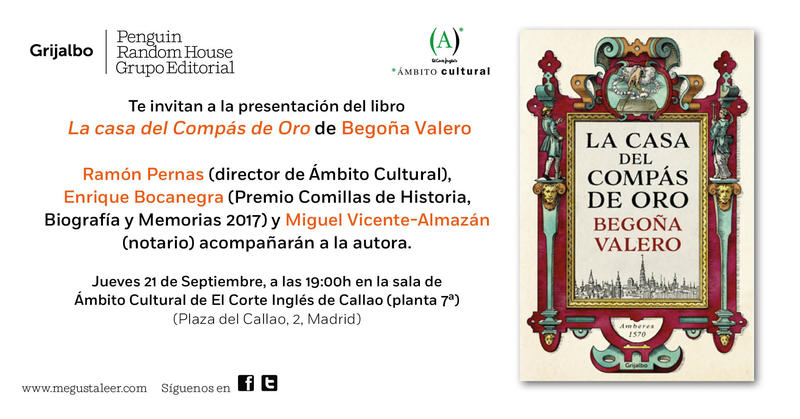 Grijalbo
Penguin
Random House
Grupo Editorial
(A)*
El Corte Inglés
*ÁMBITO cultural
Te invitan a la presentación del libro
La casa del Compás de Oro de Begoña Valero
Ramón Pernas (director de Ámbito Cultural),
Enrique Bocanegra (Premio Comillas de Historia,
Biografía y Memorias 2017) y Miguel Vicente-Almazán
(notario) acompañarán a la autora.
Jueves 21 de Septiembre, a las 19:00h en la sala de
Ámbito Cultural de El Corte Inglés de Callao (planta 7ª)
(Plaza del Callao, 2, Madrid)
www.megustaleer.com Síguenos en f t
LA CASA
DEL
COMPÁS
DE ORO
BEGOÑA
VALERO
Amberes
1570
Grijalbo